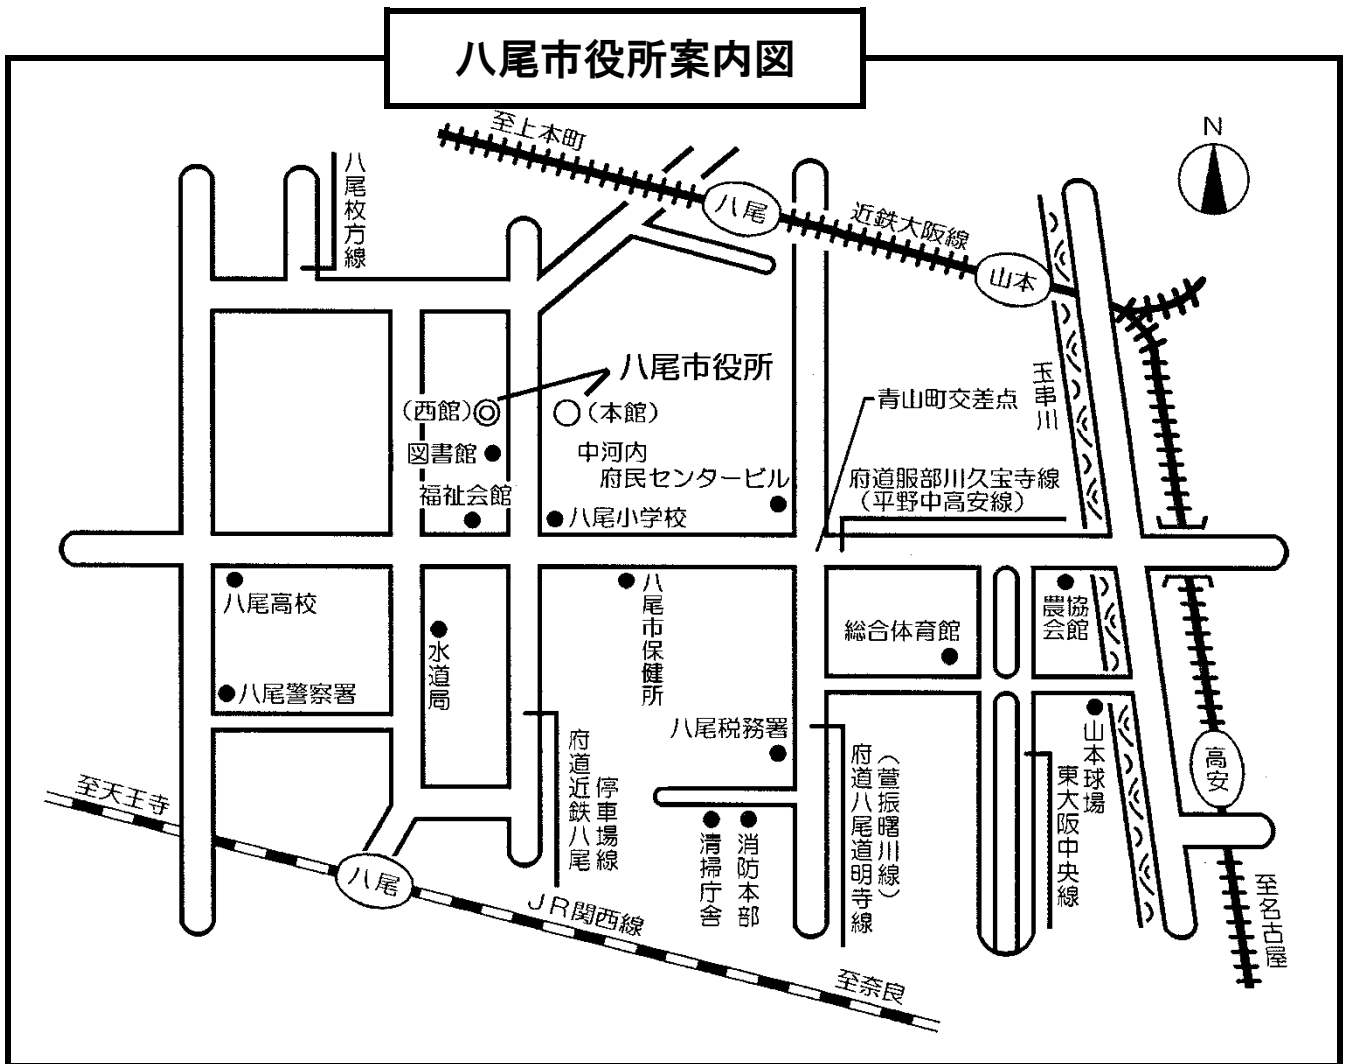 八尾市役所案内図
至上本町
N
八尾枚方線
八尾
近鉄大阪線
山本
八尾市役所
玉串川
青山町交差点
（西館）
（本館）
図書館
中河内
府民センタービル
福祉会館
八尾小学校
府道服部川久宝寺線
（平野中高安線）
八尾高校
八尾市保健所
農協
会館
総合体育館
水道局
八尾警察署
八尾税務署
山本球場
高安
府道近鉄八尾
停車場線
府道八尾道明寺線
（萱振曙川線）
東大阪中央線
至天王寺
清掃庁舎
消防本部
八尾
JR関西線
至名古屋
至奈良